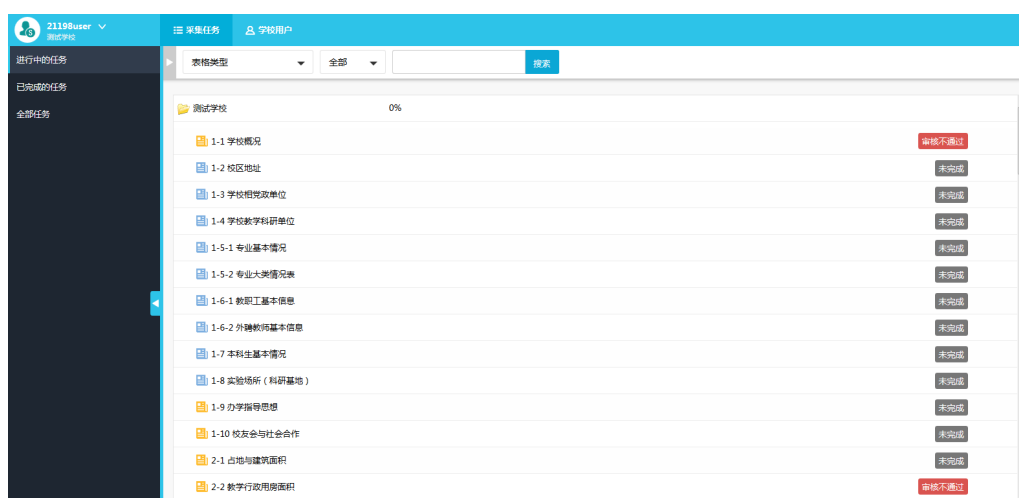 21198user
测试学校
采集任务
学校用户
进行中的任务
已完成的任务
全部任务
表格类型
全部
搜索
测试学校 0%
1-1 学校概况 审核不通过
1-2 校区地址 未完成
1-3 学校相党政单位 未完成
1-4 学校教学科研单位 未完成
1-5-1 专业基本情况 未完成
1-5-2 专业大类情况表 未完成
1-6-1 教职工基本信息 未完成
1-6-2 外聘教师基本信息 未完成
1-7 本科生基本情况 未完成
1-8 实验场所（科研基地） 未完成
1-9 办学指导思想 未完成
1-10 校友会与社会合作 未完成
2-1 占地与建筑面积 未完成
2-2 教学行政用房面积 审核不通过